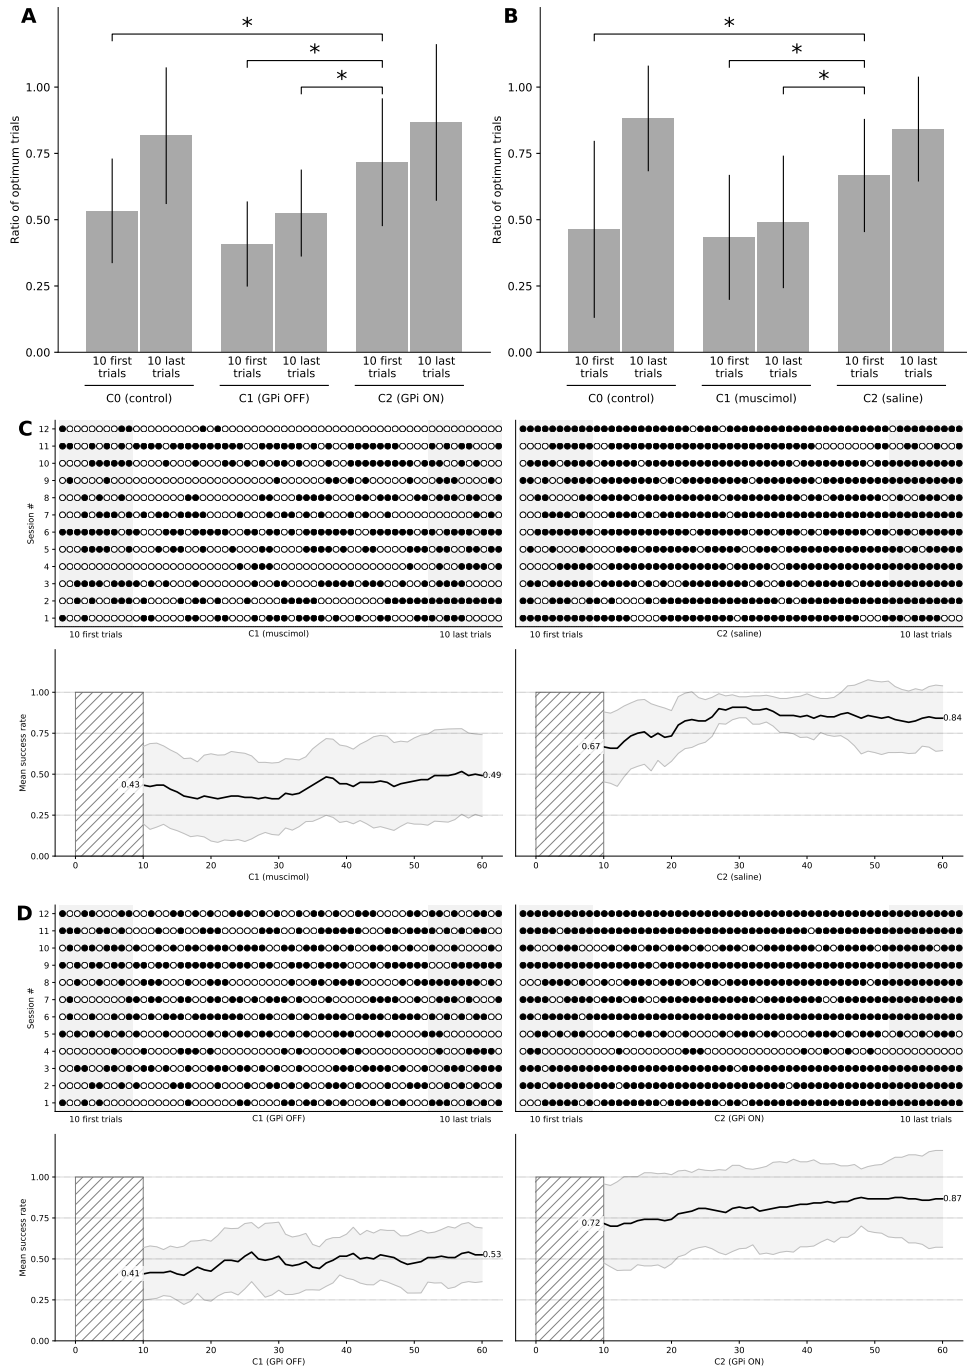 A
*
*
*
Ratio of optimum trials
1.00
0.75
0.50
0.25
0.00
10 first trials
10 last trials
10 first trials
10 last trials
10 first trials
10 last trials
C0 (control)
C1 (GPi OFF)
C2 (GPi ON)
B
*
*
*
Ratio of optimum trials
1.00
0.75
0.50
0.25
0.00
10 first trials
10 last trials
10 first trials
10 last trials
10 first trials
10 last trials
C0 (control)
C1 (muscimol)
C2 (saline)
C
Session #
12
11
10
9
8
7
6
5
4
3
2
1
10 first trials
C1 (muscimol)
10 last trials
10 first trials
C2 (saline)
10 last trials
Mean success rate
1.00
0.75
0.50
0.25
0.00
0.43
0.49
0 10 20 30 40 50 60
C1 (muscimol)
0.67
0.84
0 10 20 30 40 50 60
C2 (saline)
D
Session #
12
11
10
9
8
7
6
5
4
3
2
1
10 first trials
C1 (GPi OFF)
10 last trials
10 first trials
C2 (GPi ON)
10 last trials
Mean success rate
1.00
0.75
0.50
0.25
0.00
0.41
0.53
0 10 20 30 40 50 60
C1 (GPi OFF)
0.72
0.87
0 10 20 30 40 50 60
C2 (GPi ON)